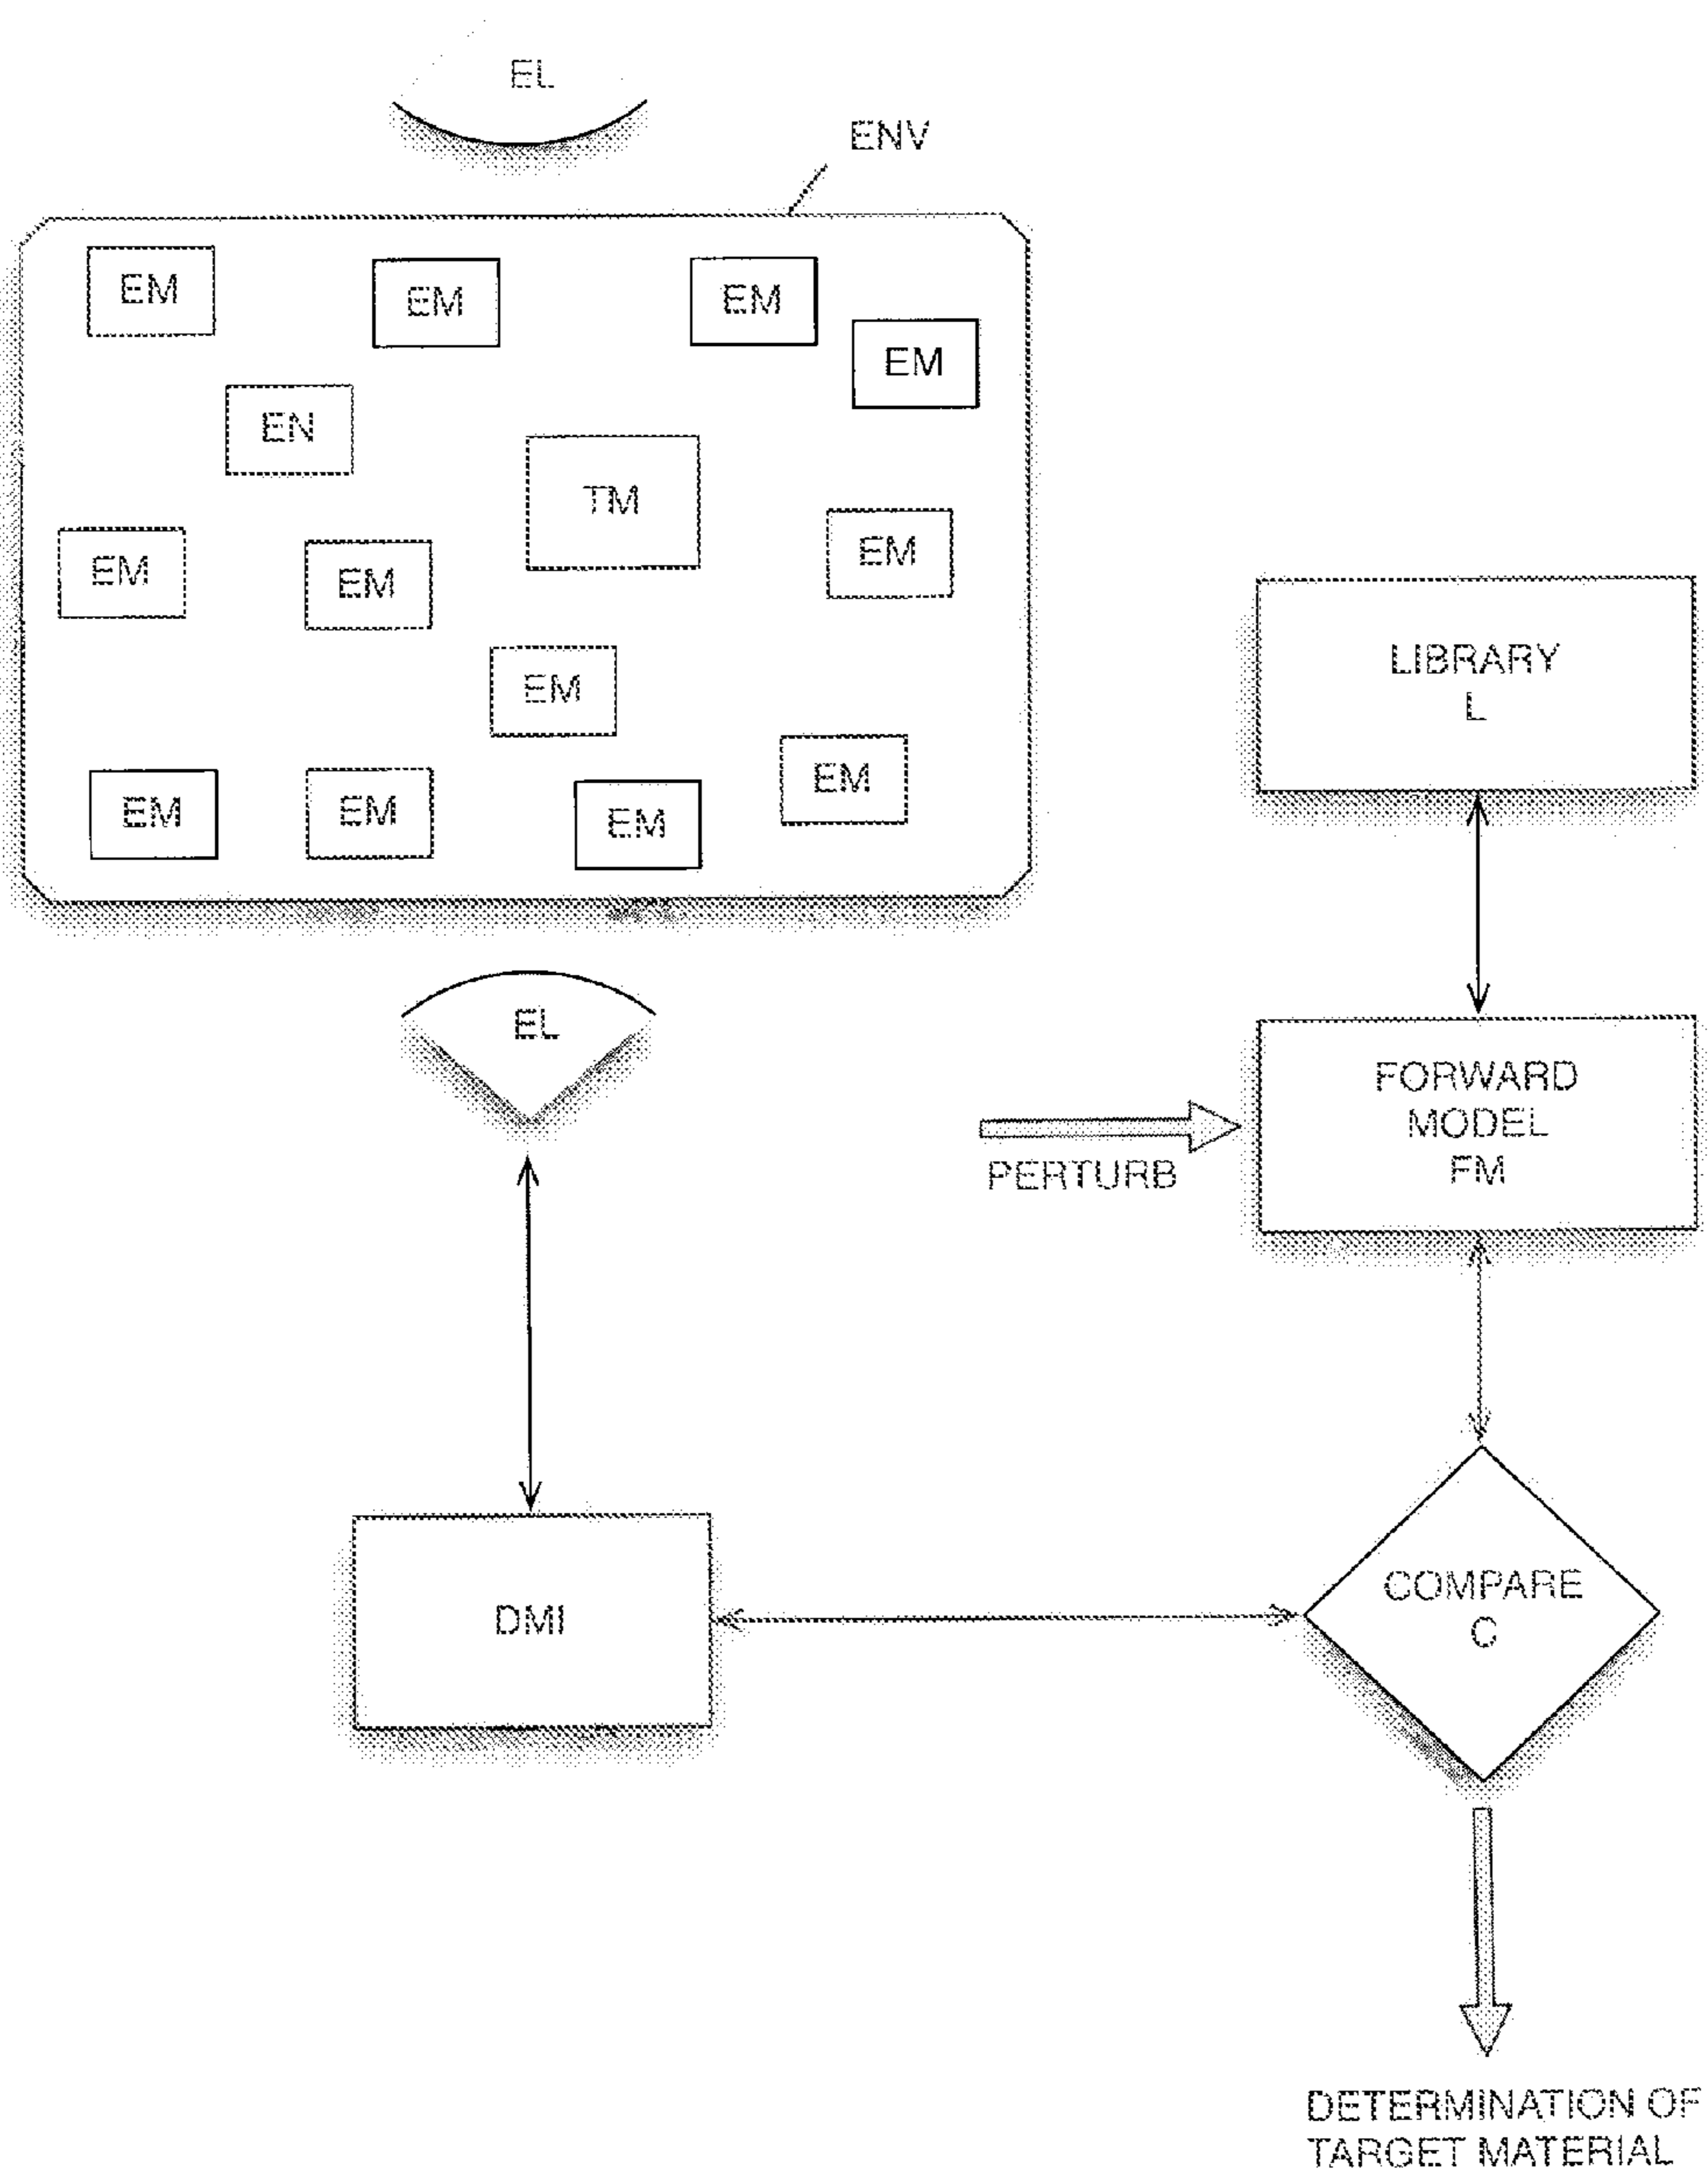 EL
ENV
EM
EM
EM
EM
EN
TM
EM
EM
EM
EM
EM
EM
EM
EM
EL
LIBRARY
L
FORWARD
MODEL
FM
PERTURB
DMI
COMPARE
C
DETERMINATION OF
TARGET MATERIAL